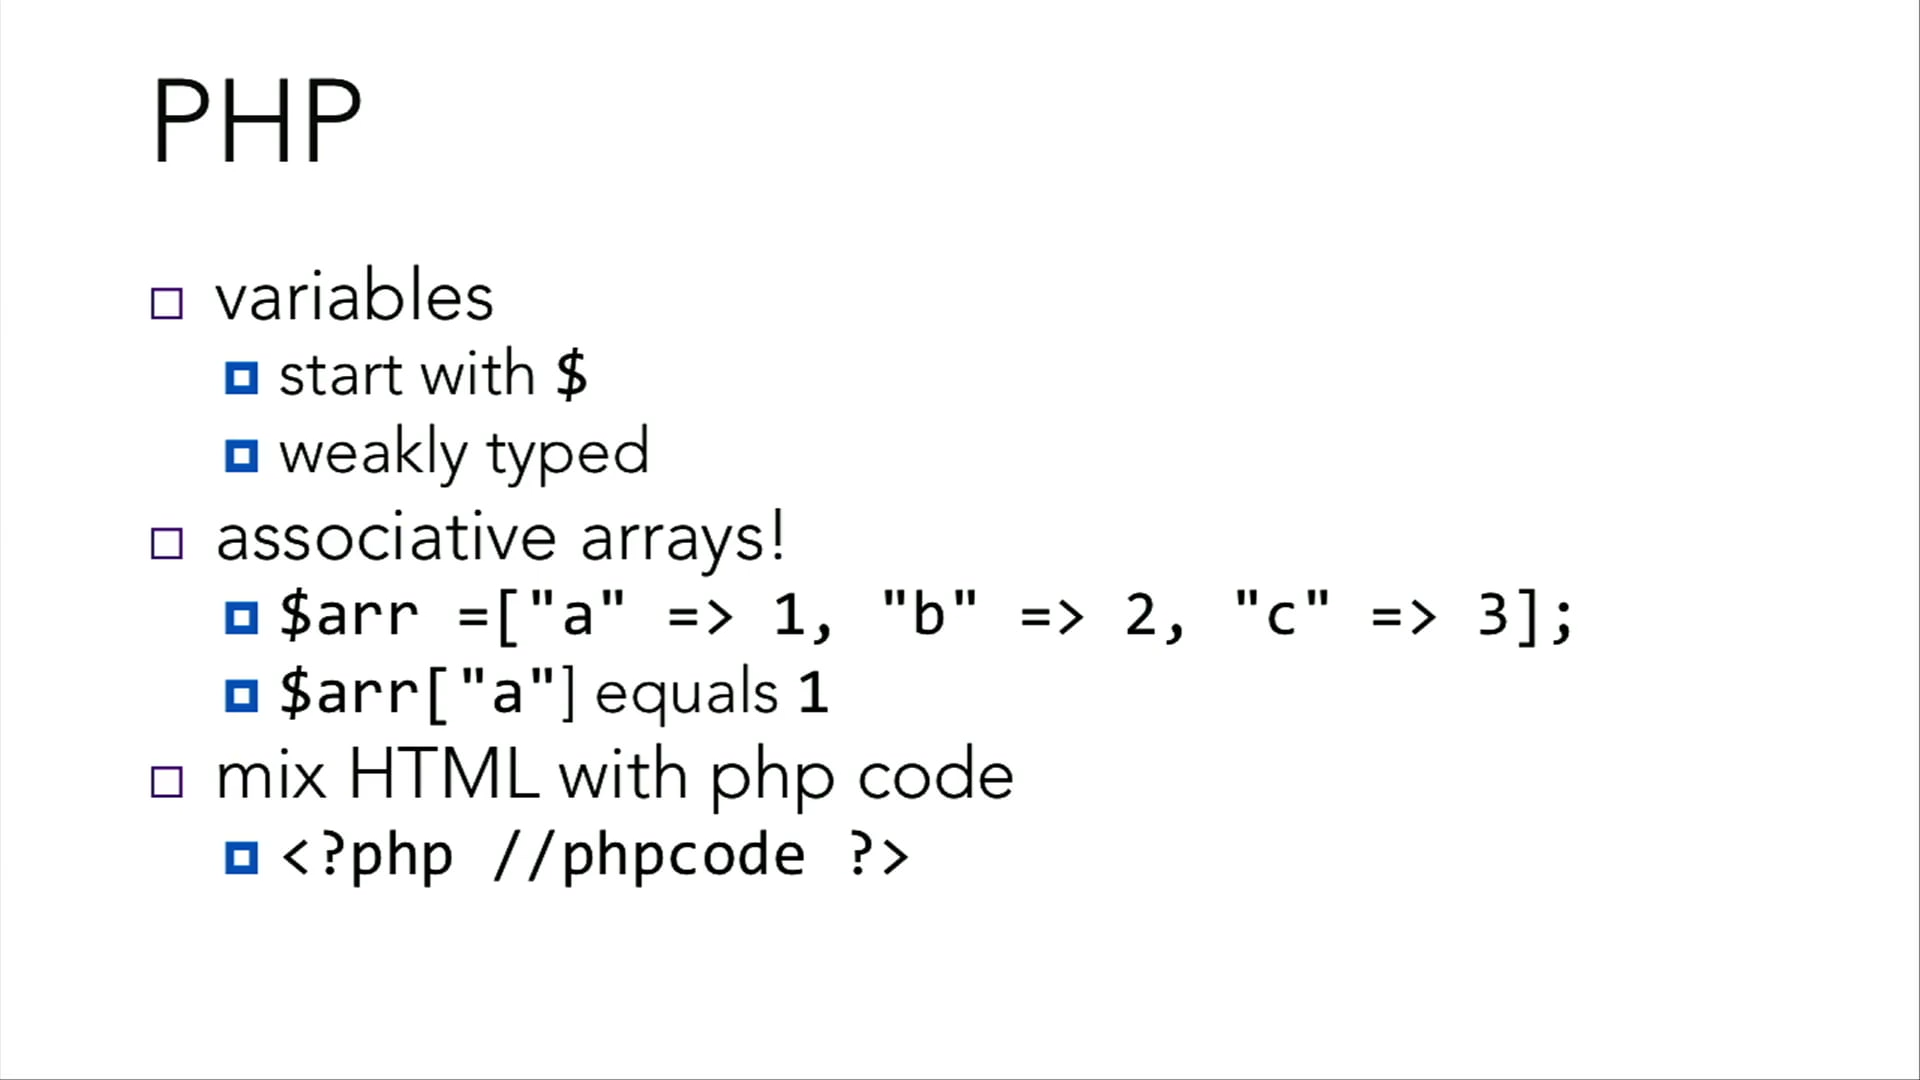 PHP
variables
start with $
weakly typed
associative arrays!
$arr =["a" => 1, "b" => 2, "c" => 3];
$arr["a"] equals 1
mix HTML with php code
<?php //phpcode ?>